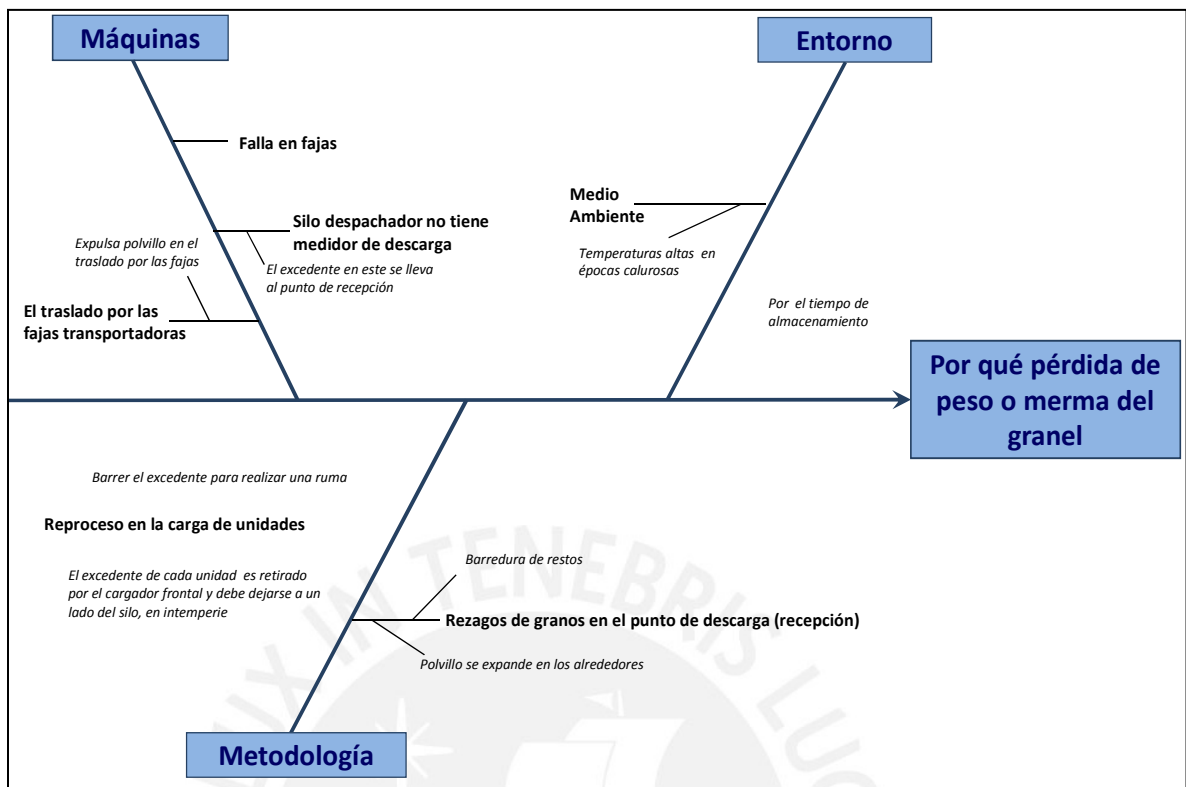 Máquinas
Entorno
Falla en fajas
Silo despachador no tiene
medidor de descarga
Expulsa polvillo en el
traslado por las fajas
El excedente en este se lleva
al punto de recepción
El traslado por las
fajas transportadoras
Medio
Ambiente
Temperaturas altas en
épocas calurosas
Por el tiempo de
almacenamiento
Por qué pérdida de
peso o merma del
granel
Barrer el excedente para realizar una ruma
Reproceso en la carga de unidades
El excedente de cada unidad es retirado
por el cargador frontal y debe dejarse a un
lado del silo, en intemperie
Barredura de restos
Rezagos de granos en el punto de descarga (recepción)
Polvillo se expande en los alrededores
Metodología
IX IN TENEBRIS LUC